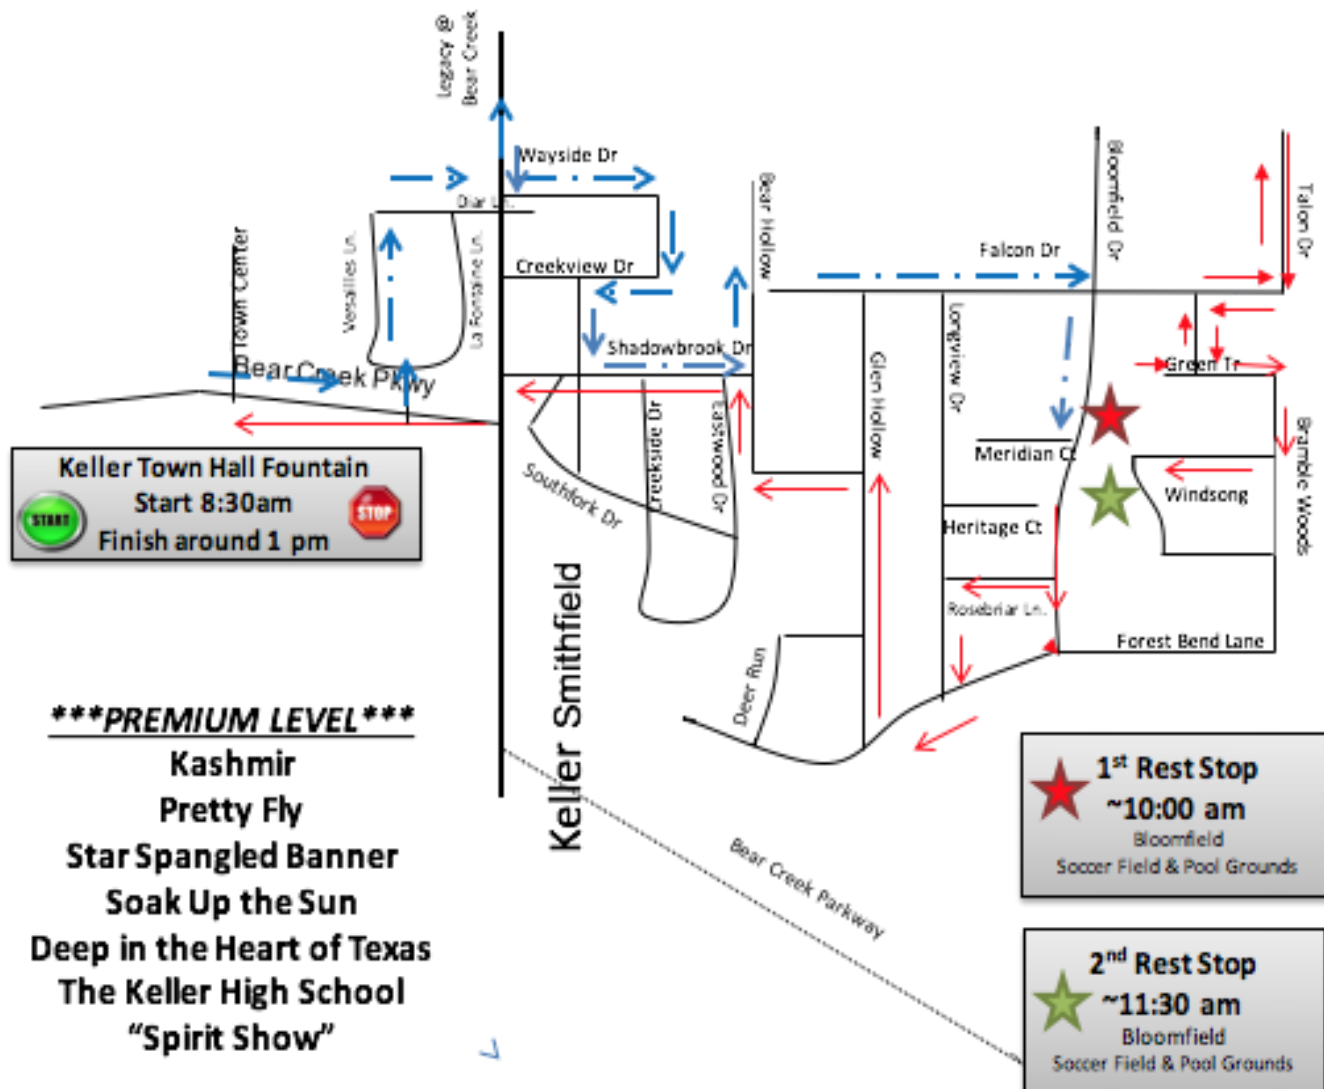 Legacy @
Bear Creek
Wayside Dr
Diar Ln.
Versailles Ln.
La Fontaine Ln.
Town Center
Creekview Dr
Bear Hollow
Bloomfield Dr
Talon Dr
Falcon Dr
Shadowbrook Dr
Bear Creek Pkwy
Longview Dr
Glen Hollow
Green Tr
Keller Town Hall Fountain
Start 8:30am
Finish around 1 pm
START
STOP
Creekside Dr
Eastwood Dr
Southfork Dr
Meridian Ct
Windsong
Bramble Woods
Heritage Ct
Rosebriar Ln.
Forest Bend Lane
Deer Run
Keller Smithfield
Bear Creek Parkway
***PREMIUM LEVEL***
Kashmir
Pretty Fly
Star Spangled Banner
Soak Up the Sun
Deep in the Heart of Texas
The Keller High School
“Spirit Show”
1st Rest Stop
~10:00 am
Bloomfield
Soccer Field & Pool Grounds
2nd Rest Stop
~11:30 am
Bloomfield
Soccer Field & Pool Grounds